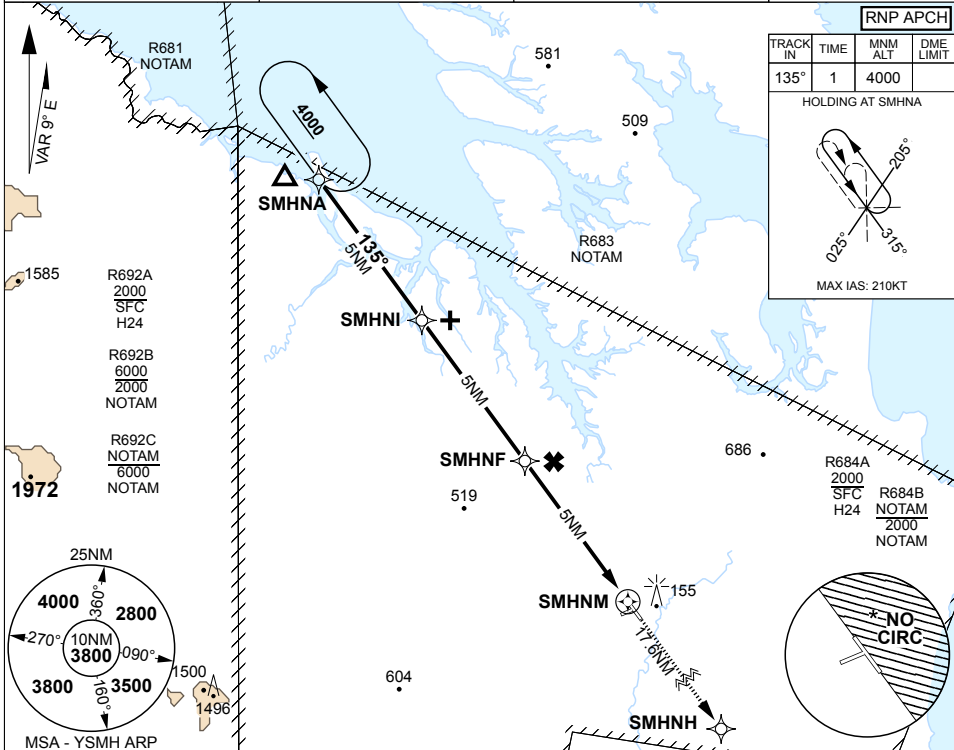 RNP APCH
TRACK IN TIME MNM ALT DME LIMIT
135° 1 4000
HOLDING AT SMHNA
205°
025°
315°
MAX IAS: 210KT
R681
NOTAM
581
509
VAR 9° E
4000
SMHNA
135°
5NM
R683
NOTAM
1585
R692A
2000
SFC
H24
SMHNI
R692B
6000
2000
NOTAM
5NM
R692C
NOTAM
6000
NOTAM
1972
SMHNF
686
519
R684A
2000
SFC
H24
R684B
NOTAM
2000
NOTAM
5NM
25NM
4000
360°
2800
270°
10NM
3800
090°
3800
160°
3500
MSA - YSMH ARP
1500
1496
SMHNM
155
17.6NM
604
SMHNH
* NO
CIRC